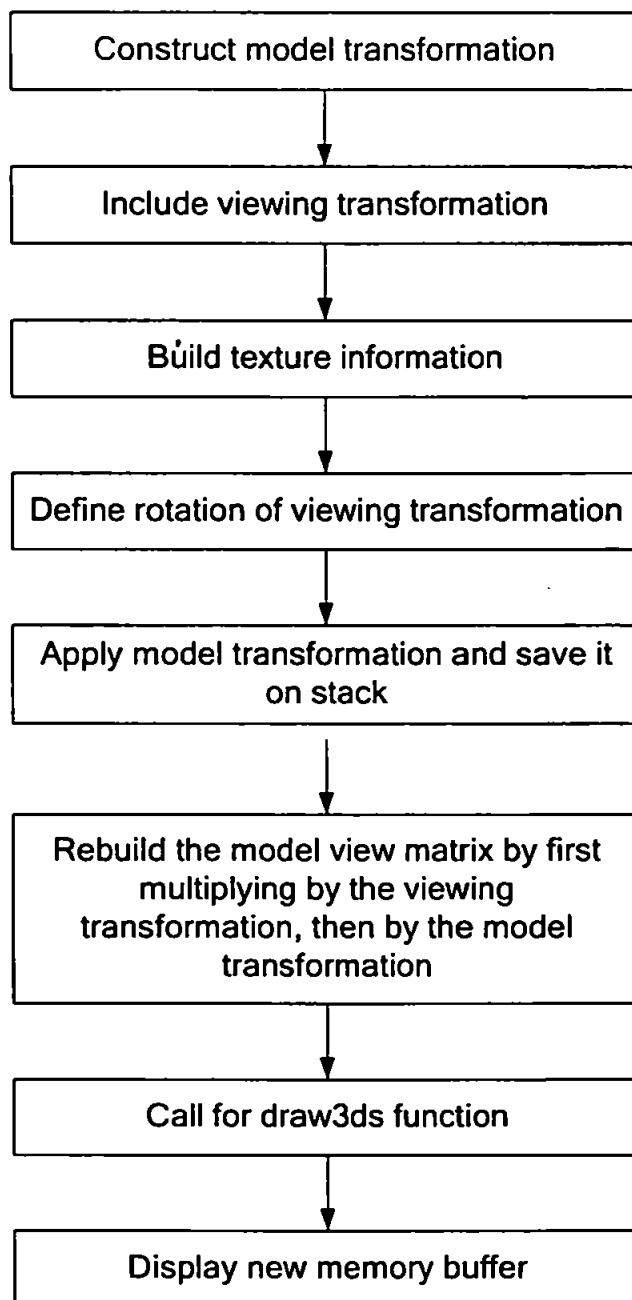 Construct model transformation
Include viewing transformation
Build texture information
Define rotation of viewing transformation
Apply model transformation and save it
on stack
Rebuild the model view matrix by first
multiplying by the viewing
transformation, then by the model
transformation
Call for draw3ds function
Display new memory buffer